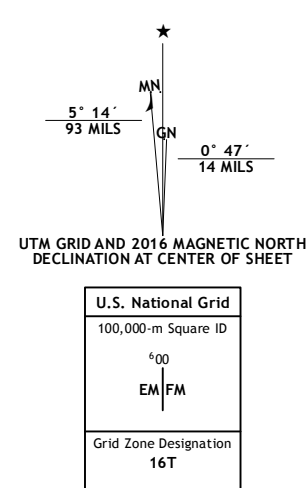 ★
MN
5° 14´
93 MILS
GN
0° 47´
14 MILS
UTM GRID AND 2016 MAGNETIC NORTH
DECLINATION AT CENTER OF SHEET
U.S. National Grid
100,000-m Square ID
⁶00
EM FM
Grid Zone Designation
16T